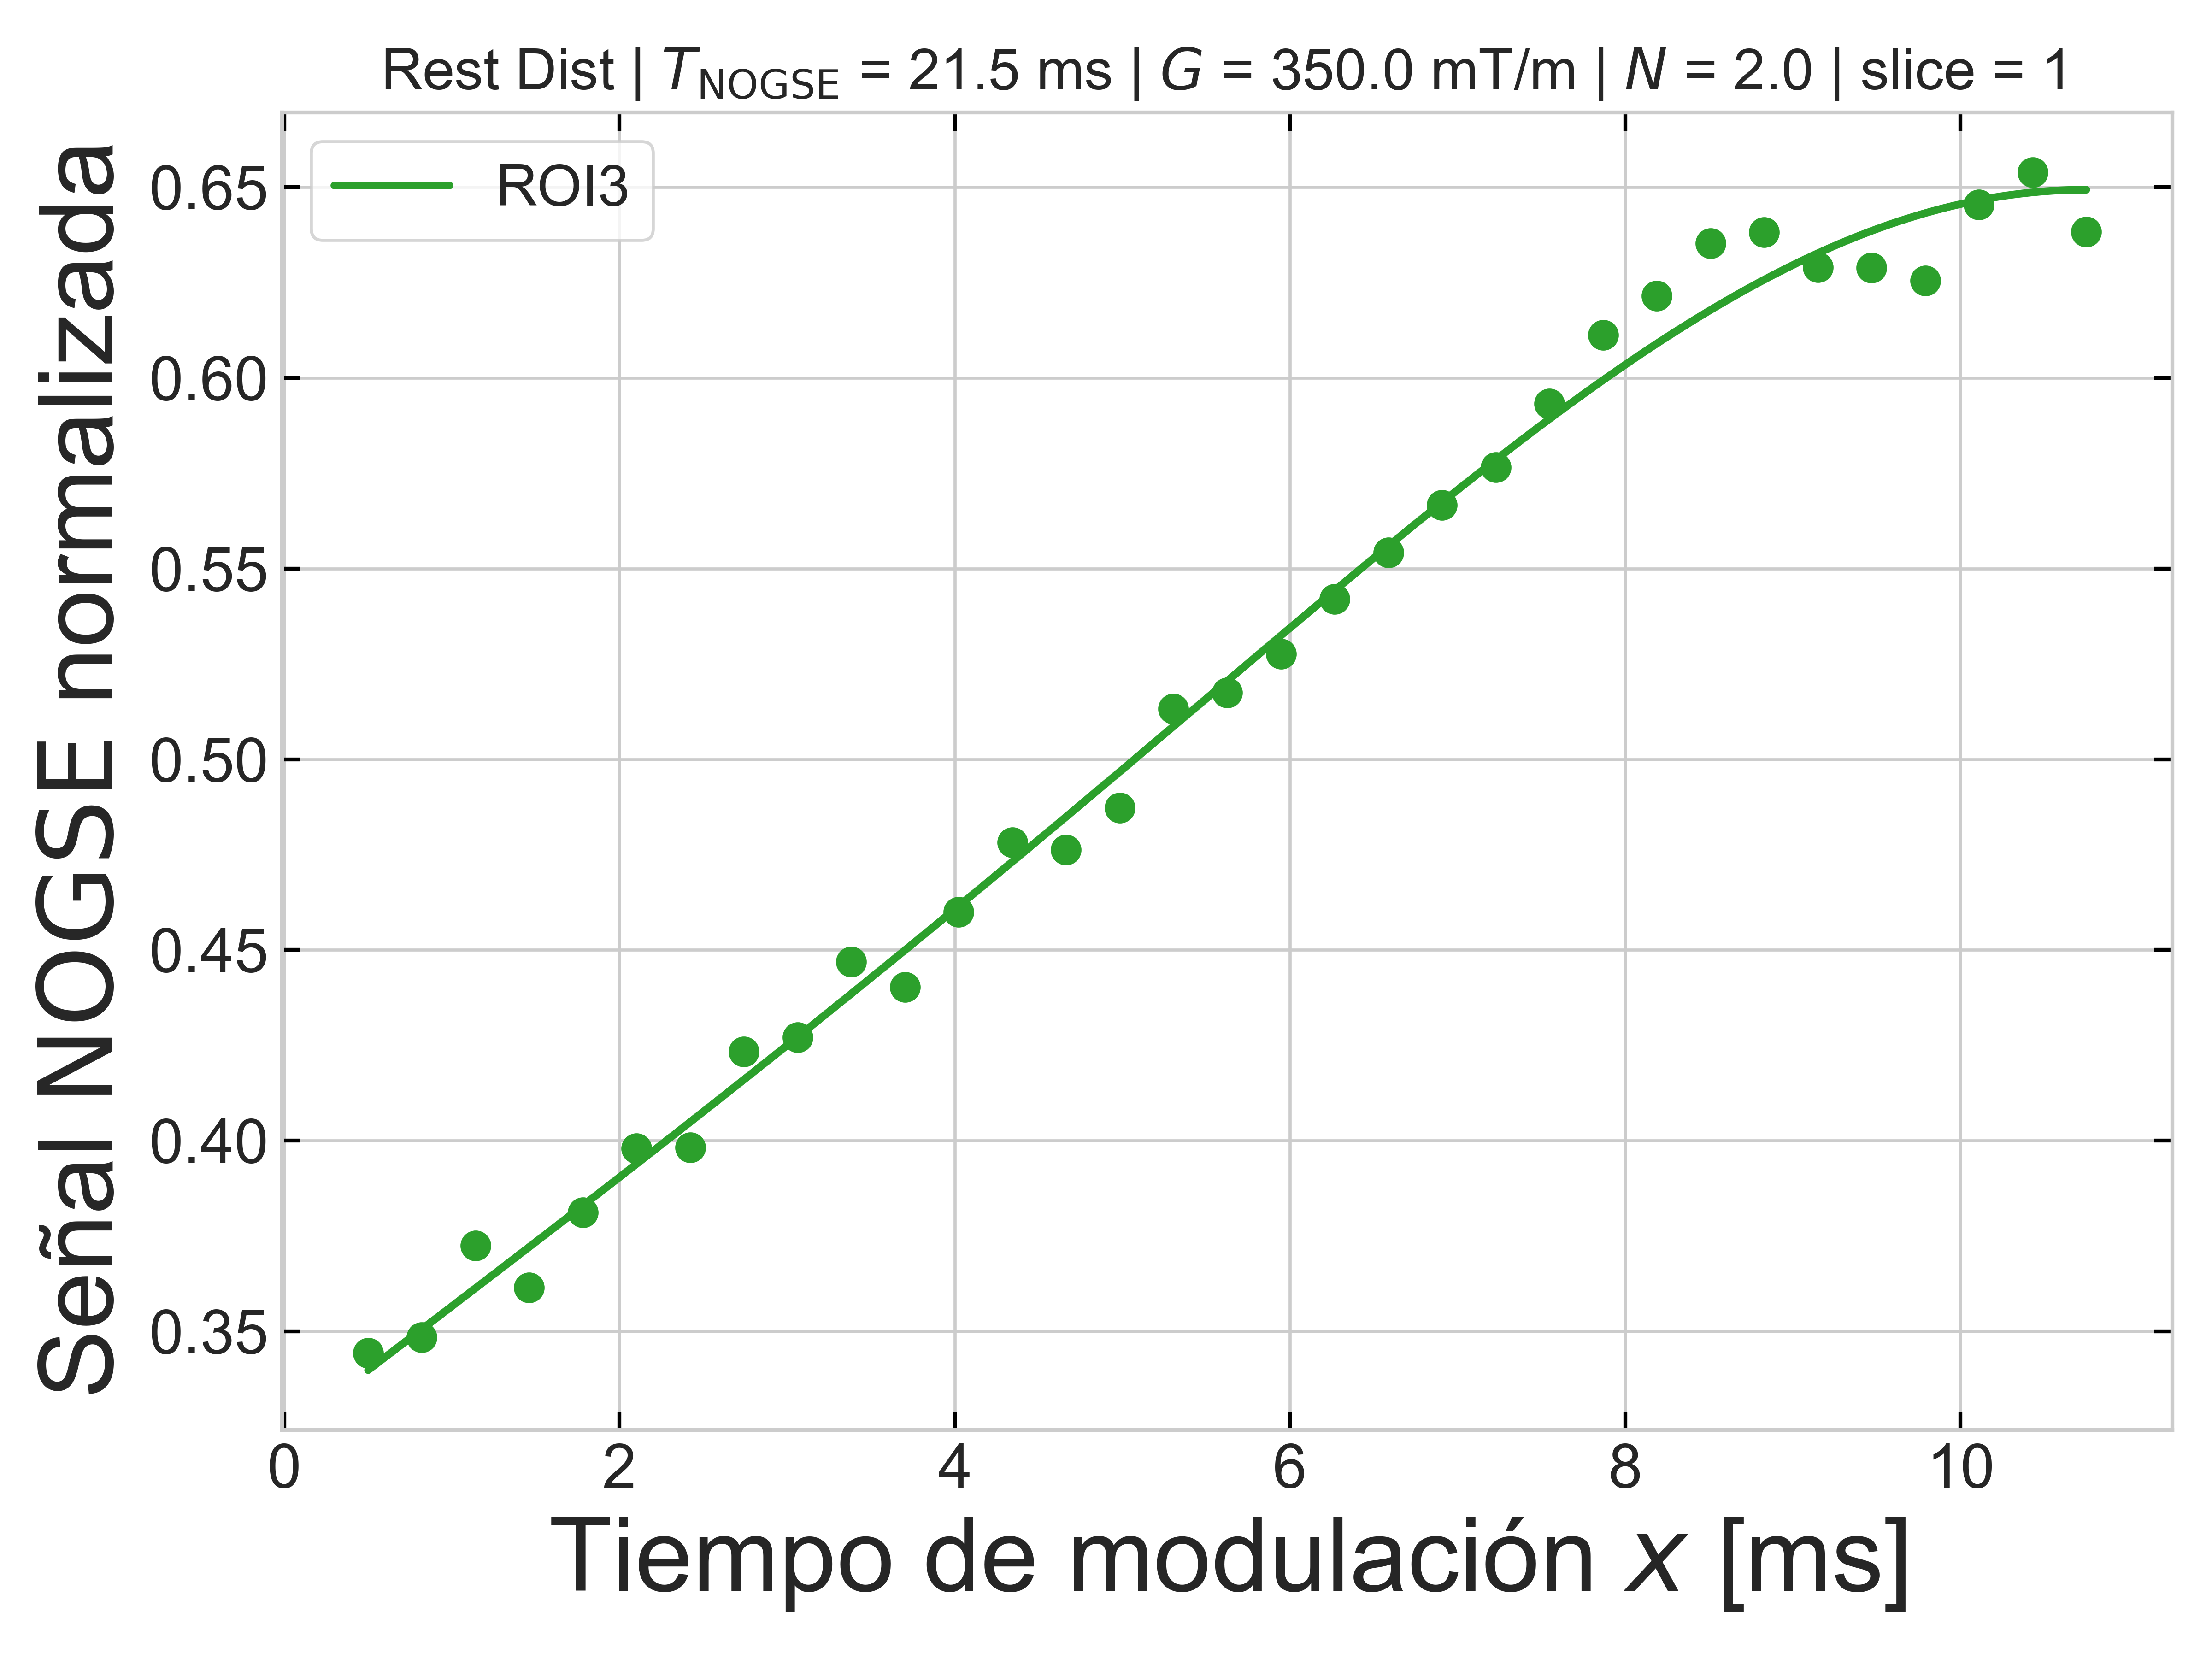 Rest Dist | T_NOGSE = 21.5 ms | G = 350.0 mT/m | N = 2.0 | slice = 1
ROI3
Señal NOGSE normalizada
0.65
0.60
0.55
0.50
0.45
0.40
0.35
0 2 4 6 8 10
Tiempo de modulación x [ms]